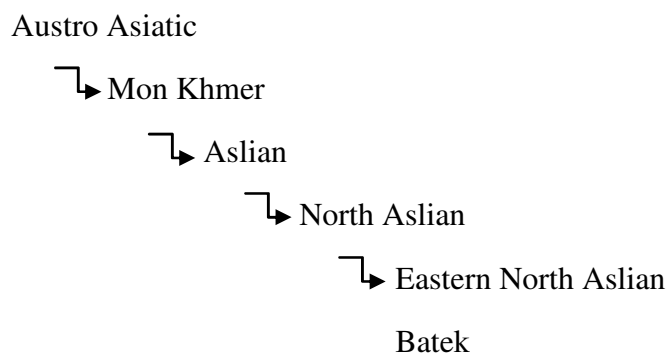 Austro Asiatic
Mon Khmer
Aslian
North Aslian
Eastern North Aslian
Batek